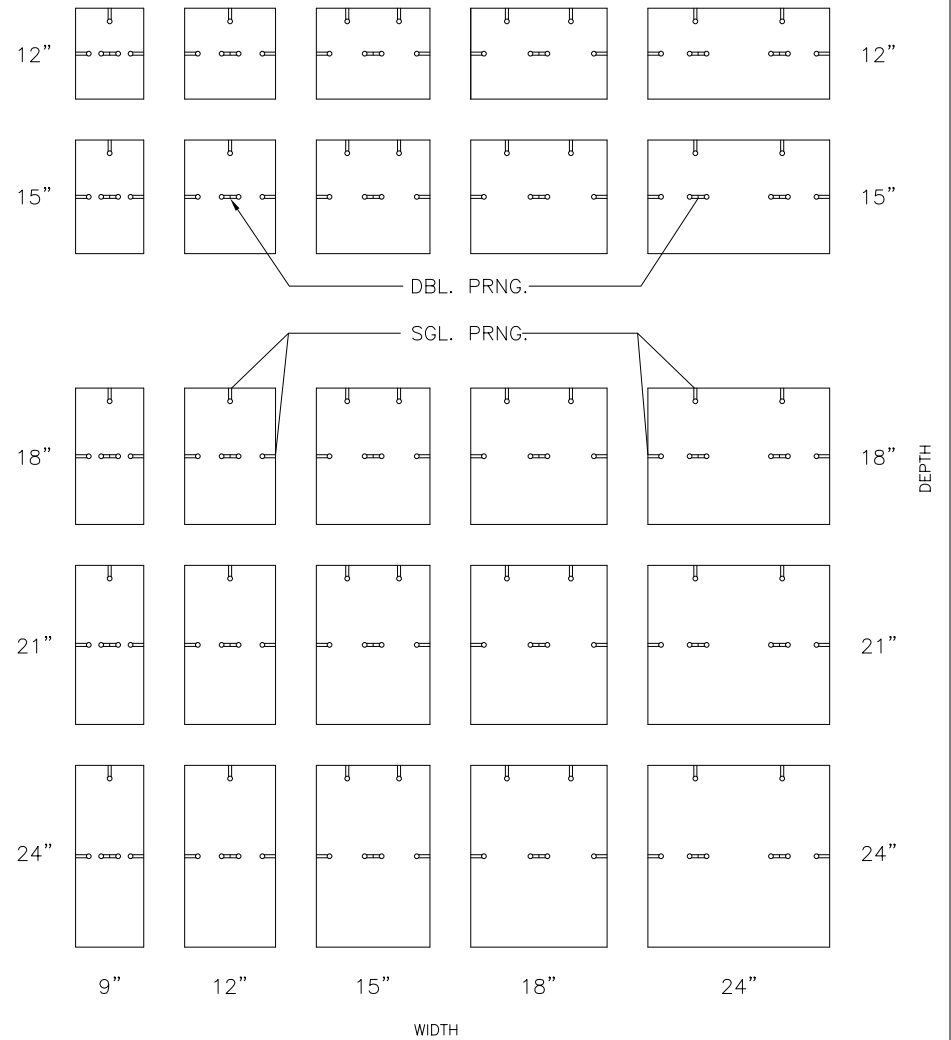 12” 12”
15” 15”
DBL. PRNG.
SGL. PRNG.
18” 18”
DEPTH
21” 21”
24” 24”
9” 12” 15” 18” 24”
WIDTH